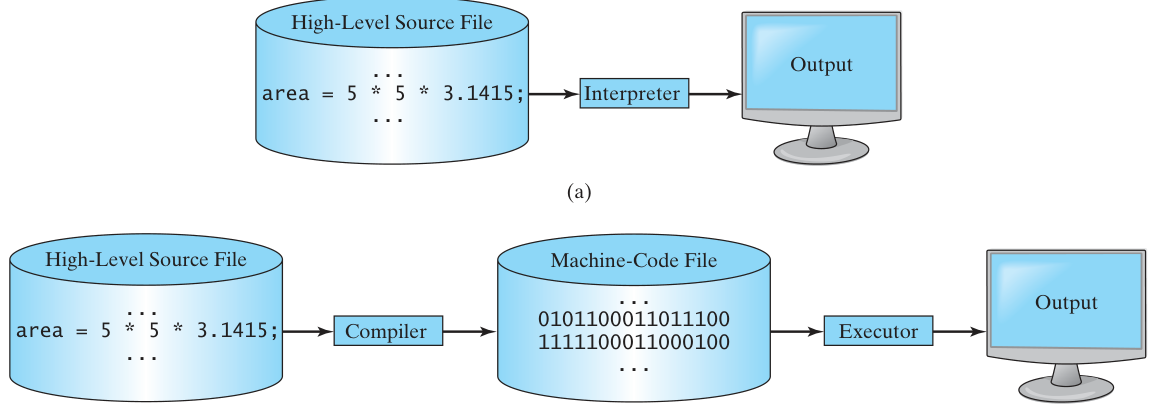 High-Level Source File
...
area = 5 * 5 * 3.1415;
...
Interpreter
Output
(a)
High-Level Source File
...
area = 5 * 5 * 3.1415;
...
Compiler
Machine-Code File
...
0101100011011100
1111100011000100
...
Executor
Output